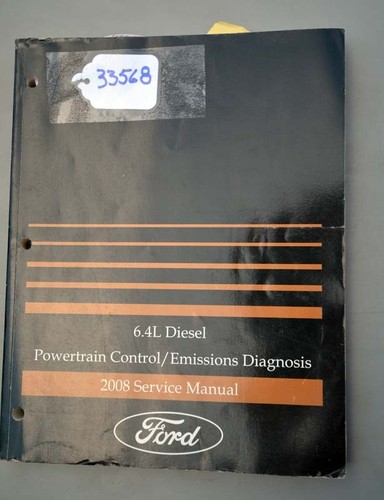 33568
6.4L Diesel
Powertrain Control/Emissions Diagnosis
2008 Service Manual
Ford